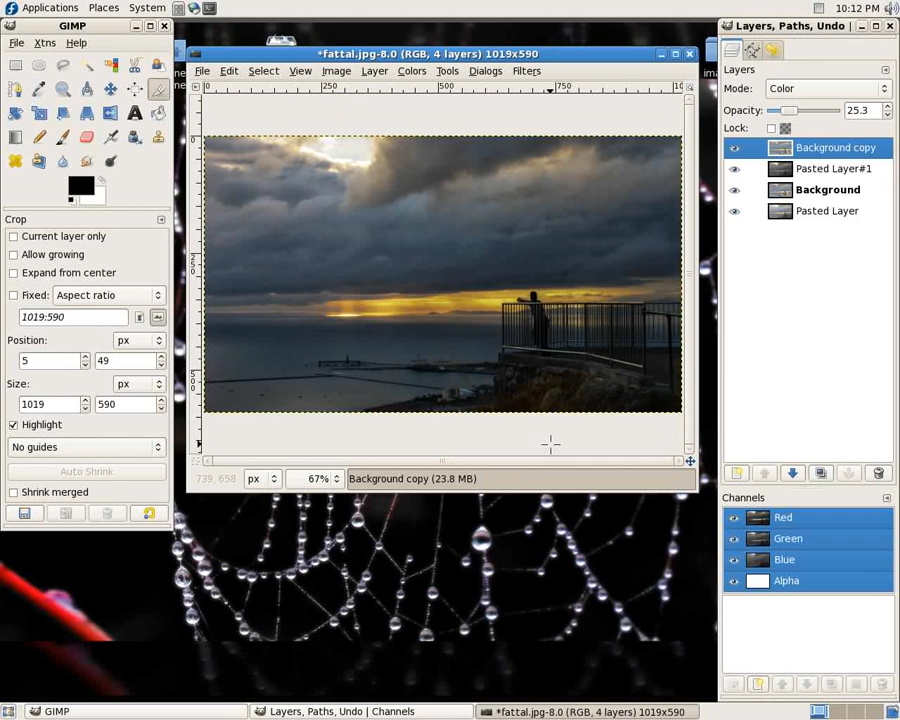 Applications Places System
10:12 PM
GIMP
File Xtns Help
Crop
Current layer only
Allow growing
Expand from center
Fixed: Aspect ratio
1019:590
Position: px
5 49
Size: px
1019 590
Highlight
No guides
Auto Shrink
Shrink merged
*fattal.jpg-8.0 (RGB, 4 layers) 1019x590
File Edit Select View Image Layer Colors Tools Dialogs Filters
0 250 500 750
0
250
500
739, 658 px 67% Background copy (23.8 MB)
Layers, Paths, Undo
Layers
Mode: Color
Opacity: 25.3
Lock:
Background copy
Pasted Layer#1
Background
Pasted Layer
Channels
Red
Green
Blue
Alpha
GIMP
Layers, Paths, Undo | Channels
*fattal.jpg-8.0 (RGB, 4 layers) 1019x590